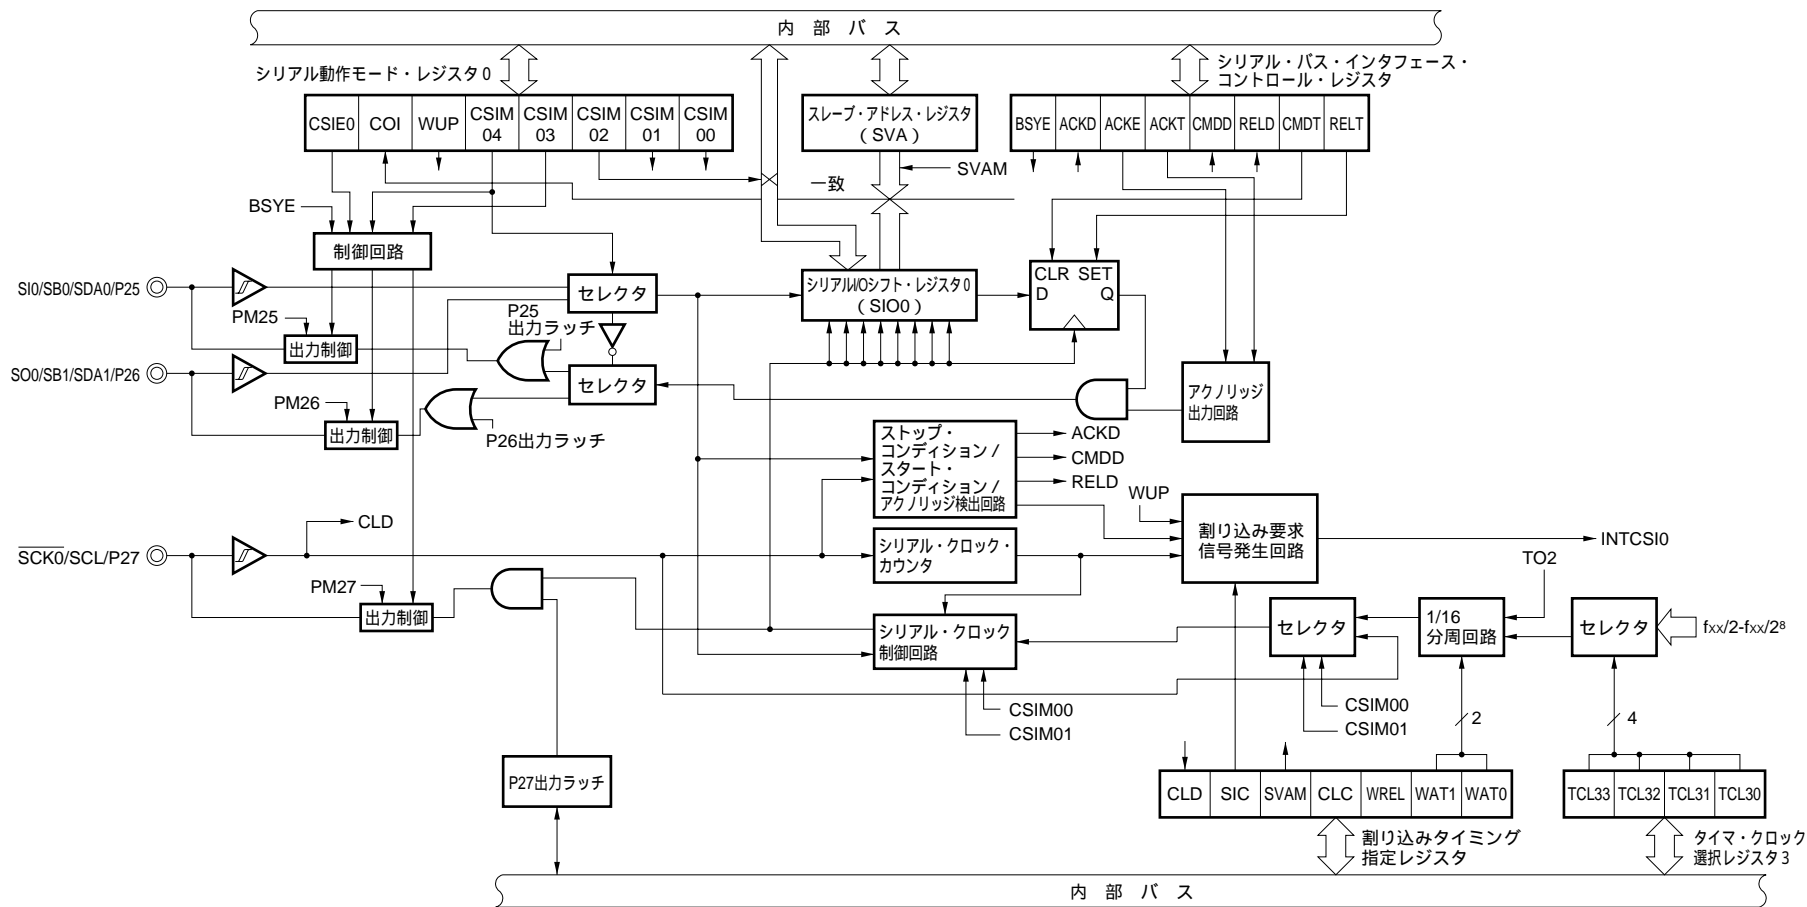 内 部 バ ス
シリアル動作モード・レジスタ0
シリアル・バス・インタフェース・
コントロール・レジスタ
CSIE0 COI WUP CSIM04 CSIM03 CSIM02 CSIM01 CSIM00
スレーブ・アドレス・レジスタ
(SVA)
BSYE ACKD ACKE ACKT CMDD RELD CMDT RELT
SVAM
一致
BSYE
制御回路
SI0/SB0/SDA0/P25
セレクタ
シリアルI/Oシフト・レジスタ0
(SIO0)
CLR SET
D Q
PM25
P25
出力ラッチ
出力制御
SO0/SB1/SDA1/P26
セレクタ
アクノリッジ
出力回路
PM26
出力制御
P26出力ラッチ
ストップ・
コンディション/
スタート・
コンディション/
アクノリッジ検出回路
ACKD
CMDD
RELD
WUP
割り込み要求
信号発生回路
INTCSI0
CLD
SCK0/SCL/P27
シリアル・クロック・
カウンタ
TO2
PM27
出力制御
シリアル・クロック
制御回路
セレクタ
1/16
分周回路
セレクタ
fxx/2-fxx/2⁸
CSIM00
CSIM01
CSIM00
CSIM01
2
4
P27出力ラッチ
CLD SIC SVAM CLC WREL WAT1 WAT0
TCL33 TCL32 TCL31 TCL30
割り込みタイミング
指定レジスタ
タイマ・クロック
選択レジスタ3
内 部 バ ス